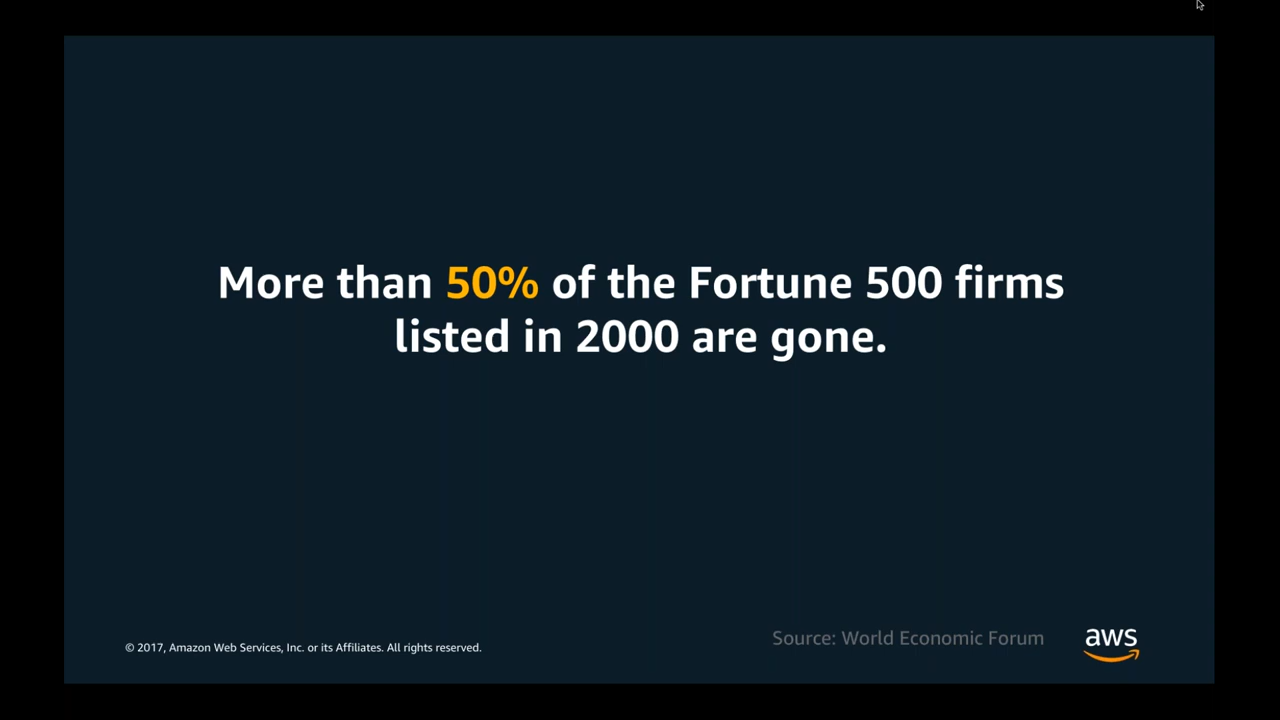 More than 50% of the Fortune 500 firms
listed in 2000 are gone.
Source: World Economic Forum
aws
© 2017, Amazon Web Services, Inc. or its Affiliates. All rights reserved.